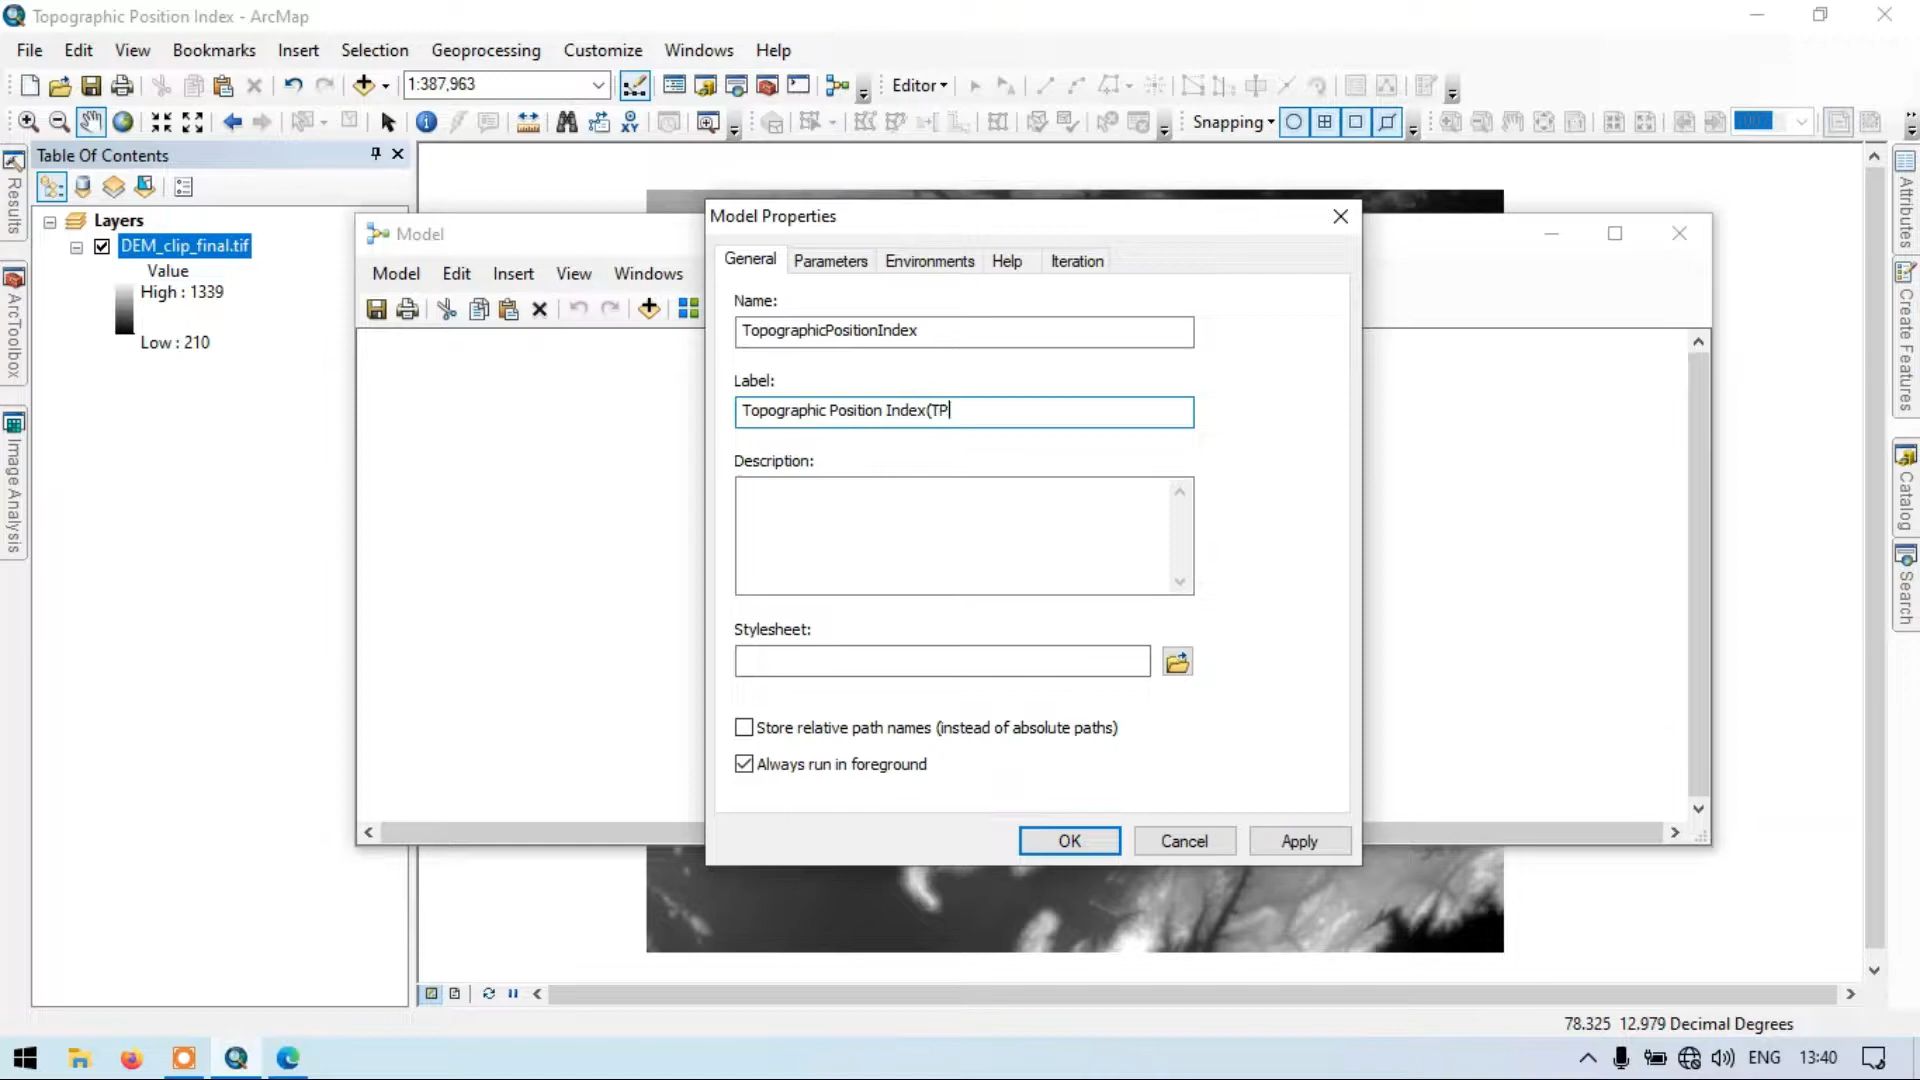 Topographic Position Index - ArcMap
File Edit View Bookmarks Insert Selection Geoprocessing Customize Windows Help
1:387,963
Editor
Snapping
Table Of Contents
Results
ArcToolbox
Image Analysis
Layers
DEM_clip_final.tif
Value
High : 1339
Low : 210
Model
Model Edit Insert View Windows
Model Properties
General Parameters Environments Help Iteration
Name:
TopographicPositionIndex
Label:
Topographic Position Index(TP
Description:
Stylesheet:
Store relative path names (instead of absolute paths)
Always run in foreground
OK Cancel Apply
Attributes
Create Features
Catalog
Search
78.325 12.979 Decimal Degrees
ENG 13:40